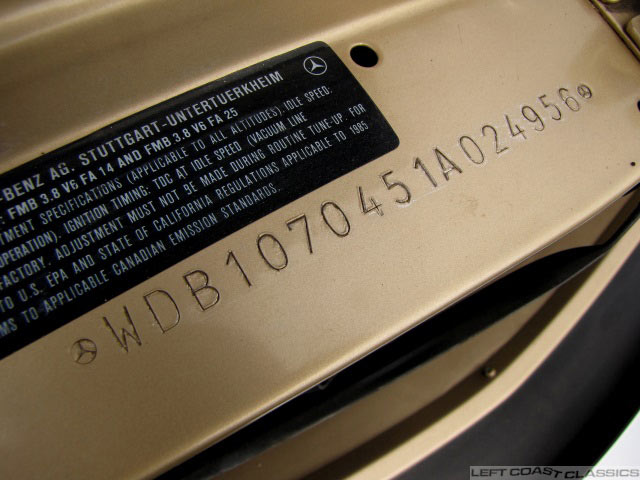 -BENZ AG. STUTTGART-UNTERTUERKHEIM
: FMB 3.8 V6 FA 14 AND FMB 3.8 V6 FA 25
TMENT SPECIFICATIONS (APPLICABLE TO ALL ALTITUDES). IDLE SPEED:
OPERATION). IGNITION TIMING: TDS AT IDLE SPEED (VACUUM LINE
FACTORY. ADJUSTMENT MUST NOT BE MADE DURING ROUTINE TUNE-UP. FOR
TO U.S. EPA AND STATE OF CALIFORNIA REGULATIONS APPLICABLE TO 1985
MS TO APPLICABLE CANADIAN EMISSION STANDARDS.
WDB1070451A024956
LEFT COAST CLASSICS